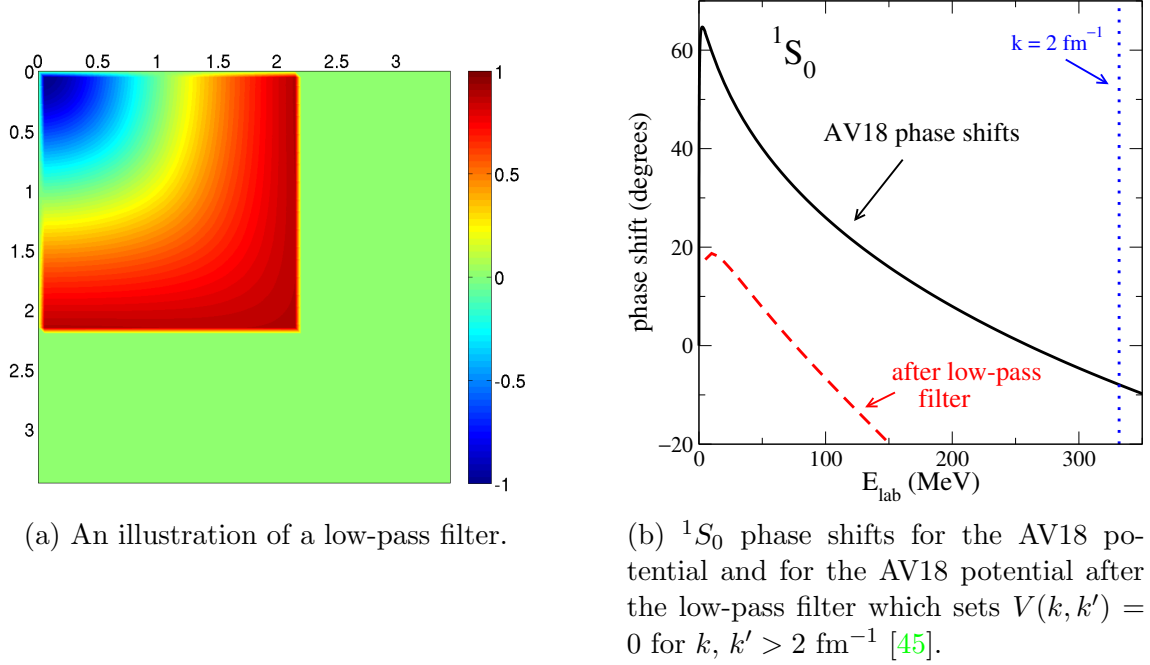 0 0.5 1 1.5 2 2.5 3
0
0.5
1
1.5
2
2.5
3
1
0.5
0
-0.5
-1
(a) An illustration of a low-pass filter.
60
40
20
0
−20
phase shift (degrees)
¹S₀
k = 2 fm⁻¹
AV18 phase shifts
after low-pass
filter
0 100 200 300
E_lab (MeV)
(b) ¹S₀ phase shifts for the AV18 po-
tential and for the AV18 potential after
the low-pass filter which sets V(k, k′) =
0 for k, k′ > 2 fm⁻¹ [45].